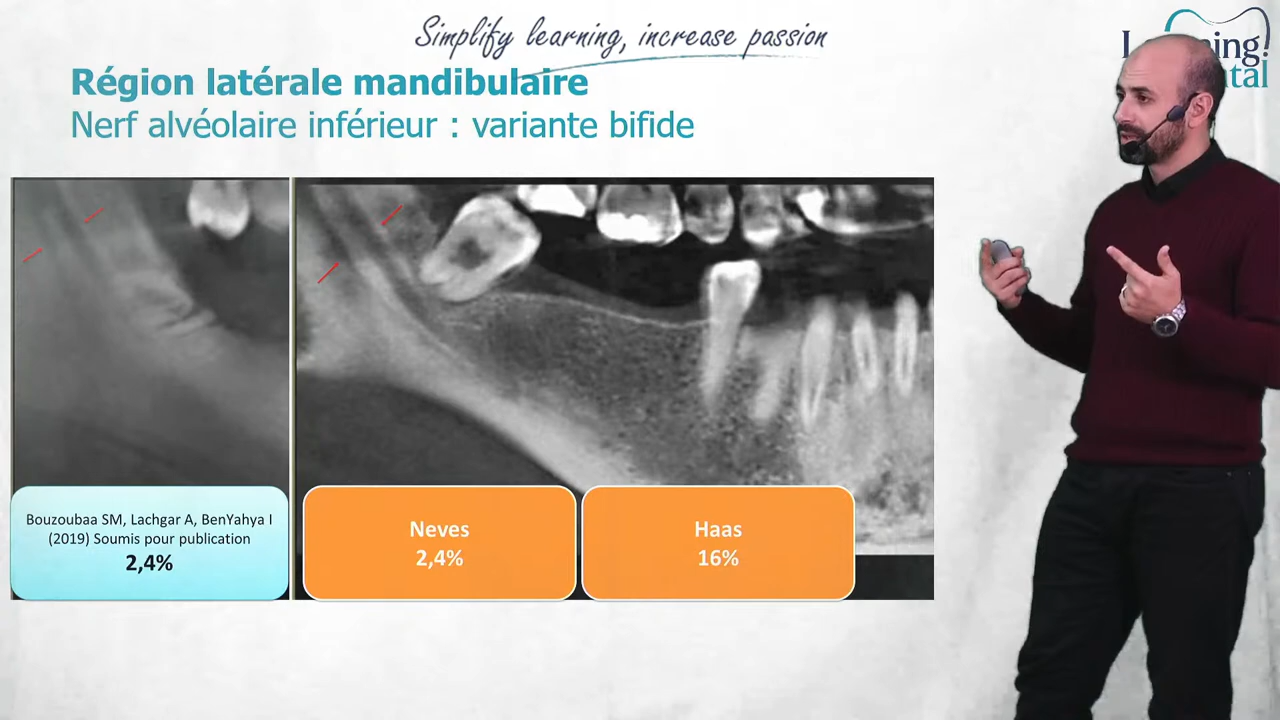 Simplify learning, increase passion
Région latérale mandibulaire
Nerf alvéolaire inférieur : variante bifide
Bouzoubaa SM, Lachgar A, BenYahya I
(2019) Soumis pour publication
2,4%
Neves
2,4%
Haas
16%